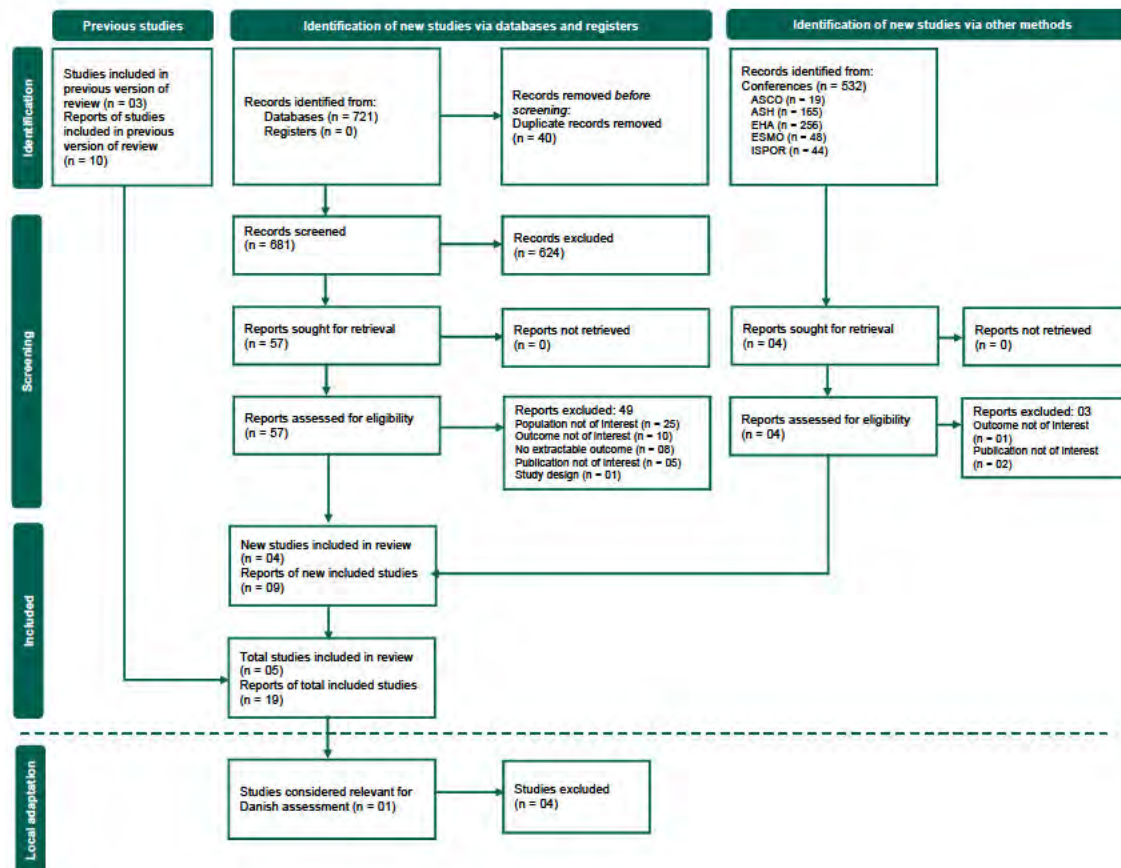 Previous studies
Identification of new studies via databases and registers
Identification of new studies via other methods
Identification
Studies included in
previous version of
review (n = 03)
Reports of studies
included in previous
version of review
(n = 10)
Records identified from:
Databases (n = 721)
Registers (n = 0)
Records removed before
screening:
Duplicate records removed
(n = 40)
Records identified from:
Conferences (n = 532)
ASCO (n = 19)
ASH (n = 165)
EHA (n = 256)
ESMO (n = 48)
ISPOR (n = 44)
Screening
Records screened
(n = 681)
Records excluded
(n = 624)
Reports sought for retrieval
(n = 57)
Reports not retrieved
(n = 0)
Reports sought for retrieval
(n = 04)
Reports not retrieved
(n = 0)
Reports assessed for eligibility
(n = 57)
Reports excluded: 49
Population not of Interest (n = 25)
Outcome not of Interest (n = 10)
No extractable outcome (n = 08)
Publication not of Interest (n = 05)
Study design (n = 01)
Reports assessed for eligibility
(n = 04)
Reports excluded: 03
Outcome not of Interest
(n = 01)
Publication not of Interest
(n = 02)
Included
New studies included in review
(n = 04)
Reports of new included studies
(n = 09)
Total studies included in review
(n = 05)
Reports of total included studies
(n = 19)
Local adaptation
Studies considered relevant for
Danish assessment (n = 01)
Studies excluded
(n = 04)